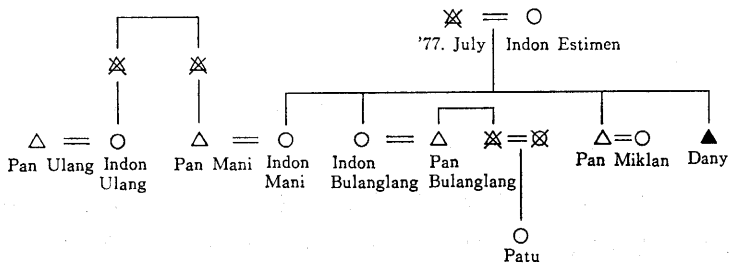 '77. July Indon Estimen
Pan Ulang Indon Ulang
Pan Mani Indon Mani
Indon Bulanglang
Pan Bulanglang
Pan Miklan Dany
Patu